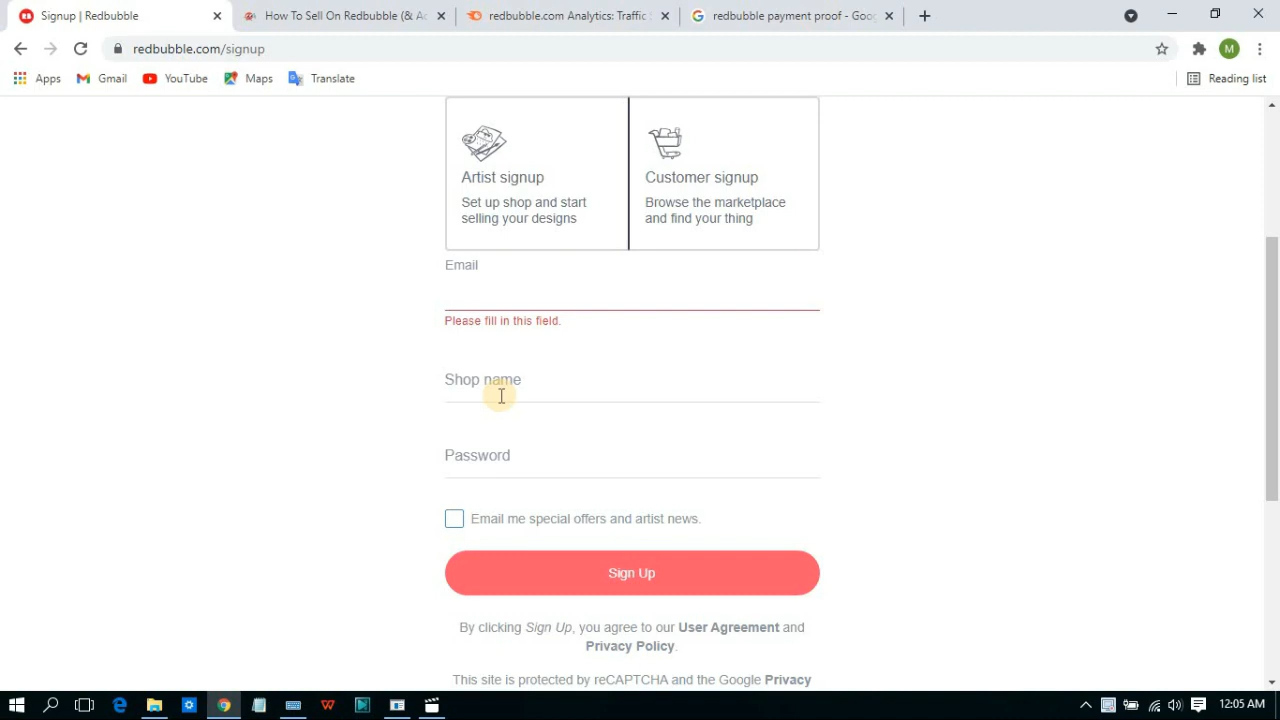 Signup | Redbubble
How To Sell On Redbubble (& Ac
redbubble.com Analytics: Traffic S
redbubble payment proof - Goog
redbubble.com/signup
M
Apps
Gmail
YouTube
Maps
Translate
Reading list
Artist signup
Set up shop and start
selling your designs
Customer signup
Browse the marketplace
and find your thing
Email
Please fill in this field.
Shop name
Password
Email me special offers and artist news.
Sign Up
By clicking Sign Up, you agree to our User Agreement and
Privacy Policy.
This site is protected by reCAPTCHA and the Google Privacy
12:05 AM